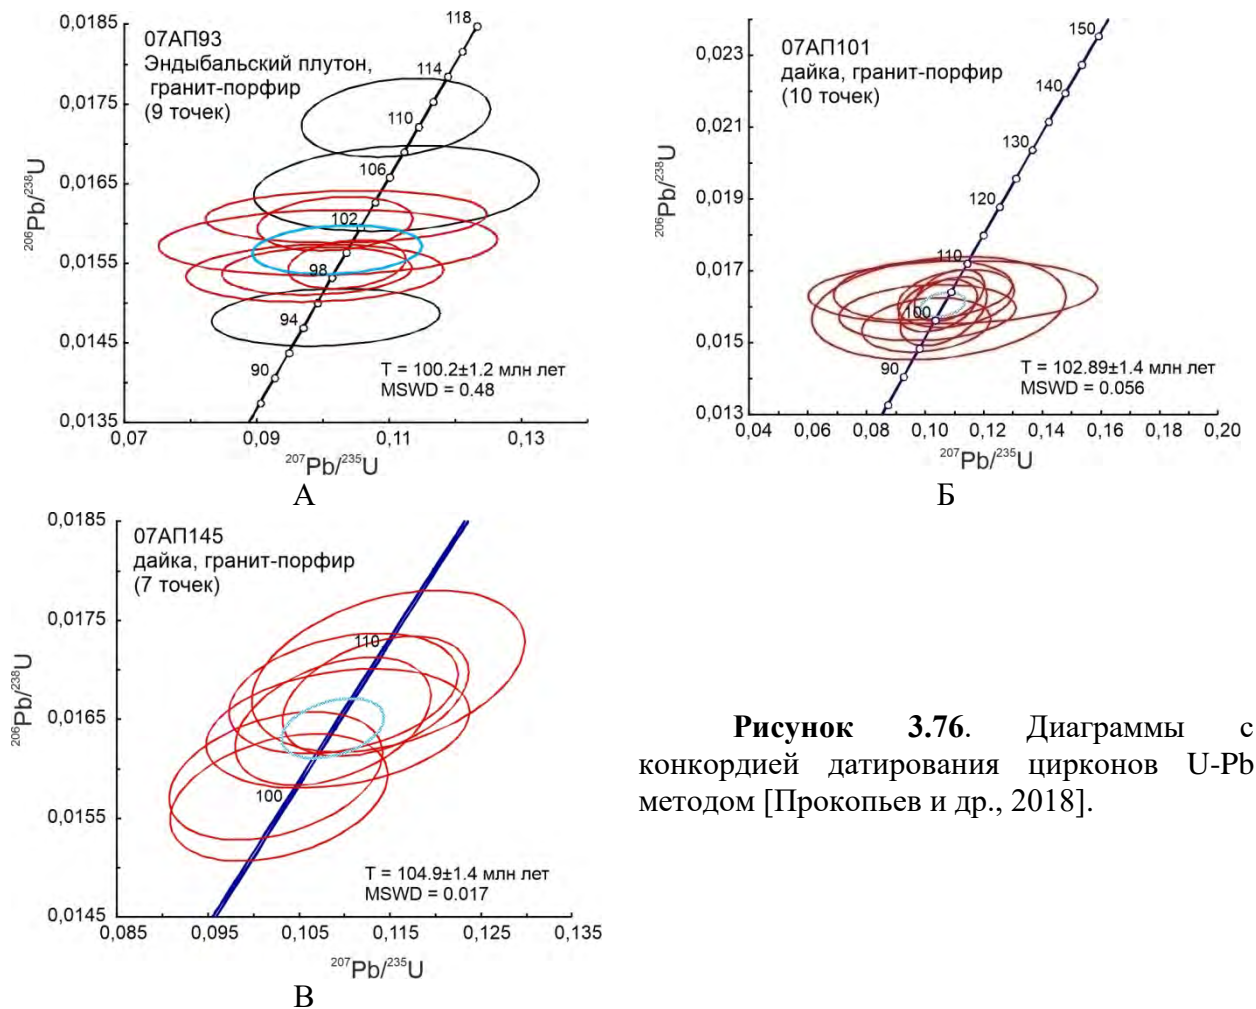 07АП93
Эндыбальский плутон,
гранит-порфир
(9 точек)
0,0185
0,0175
0,0165
0,0155
0,0145
0,0135
²⁰⁶Pb/²³⁸U
118
114
110
106
102
98
94
90
T = 100.2±1.2 млн лет
MSWD = 0.48
0,07
0,09
0,11
0,13
²⁰⁷Pb/²³⁵U
А
07АП101
дайка, гранит-порфир
(10 точек)
0,023
0,021
0,019
0,017
0,015
0,013
²⁰⁶Pb/²³⁸U
150
140
130
120
110
100
90
T = 102.89±1.4 млн лет
MSWD = 0.056
0,04
0,06
0,08
0,10
0,12
0,14
0,16
0,18
0,20
²⁰⁷Pb/²³⁵U
Б
07АП145
дайка, гранит-порфир
(7 точек)
0,0185
0,0175
0,0165
0,0155
0,0145
²⁰⁶Pb/²³⁸U
110
100
T = 104.9±1.4 млн лет
MSWD = 0.017
0,085
0,095
0,105
0,115
0,125
0,135
²⁰⁷Pb/²³⁵U
В
Рисунок 3.76. Диаграммы с
конкордией датирования цирконов U-Pb
методом [Прокопьев и др., 2018].